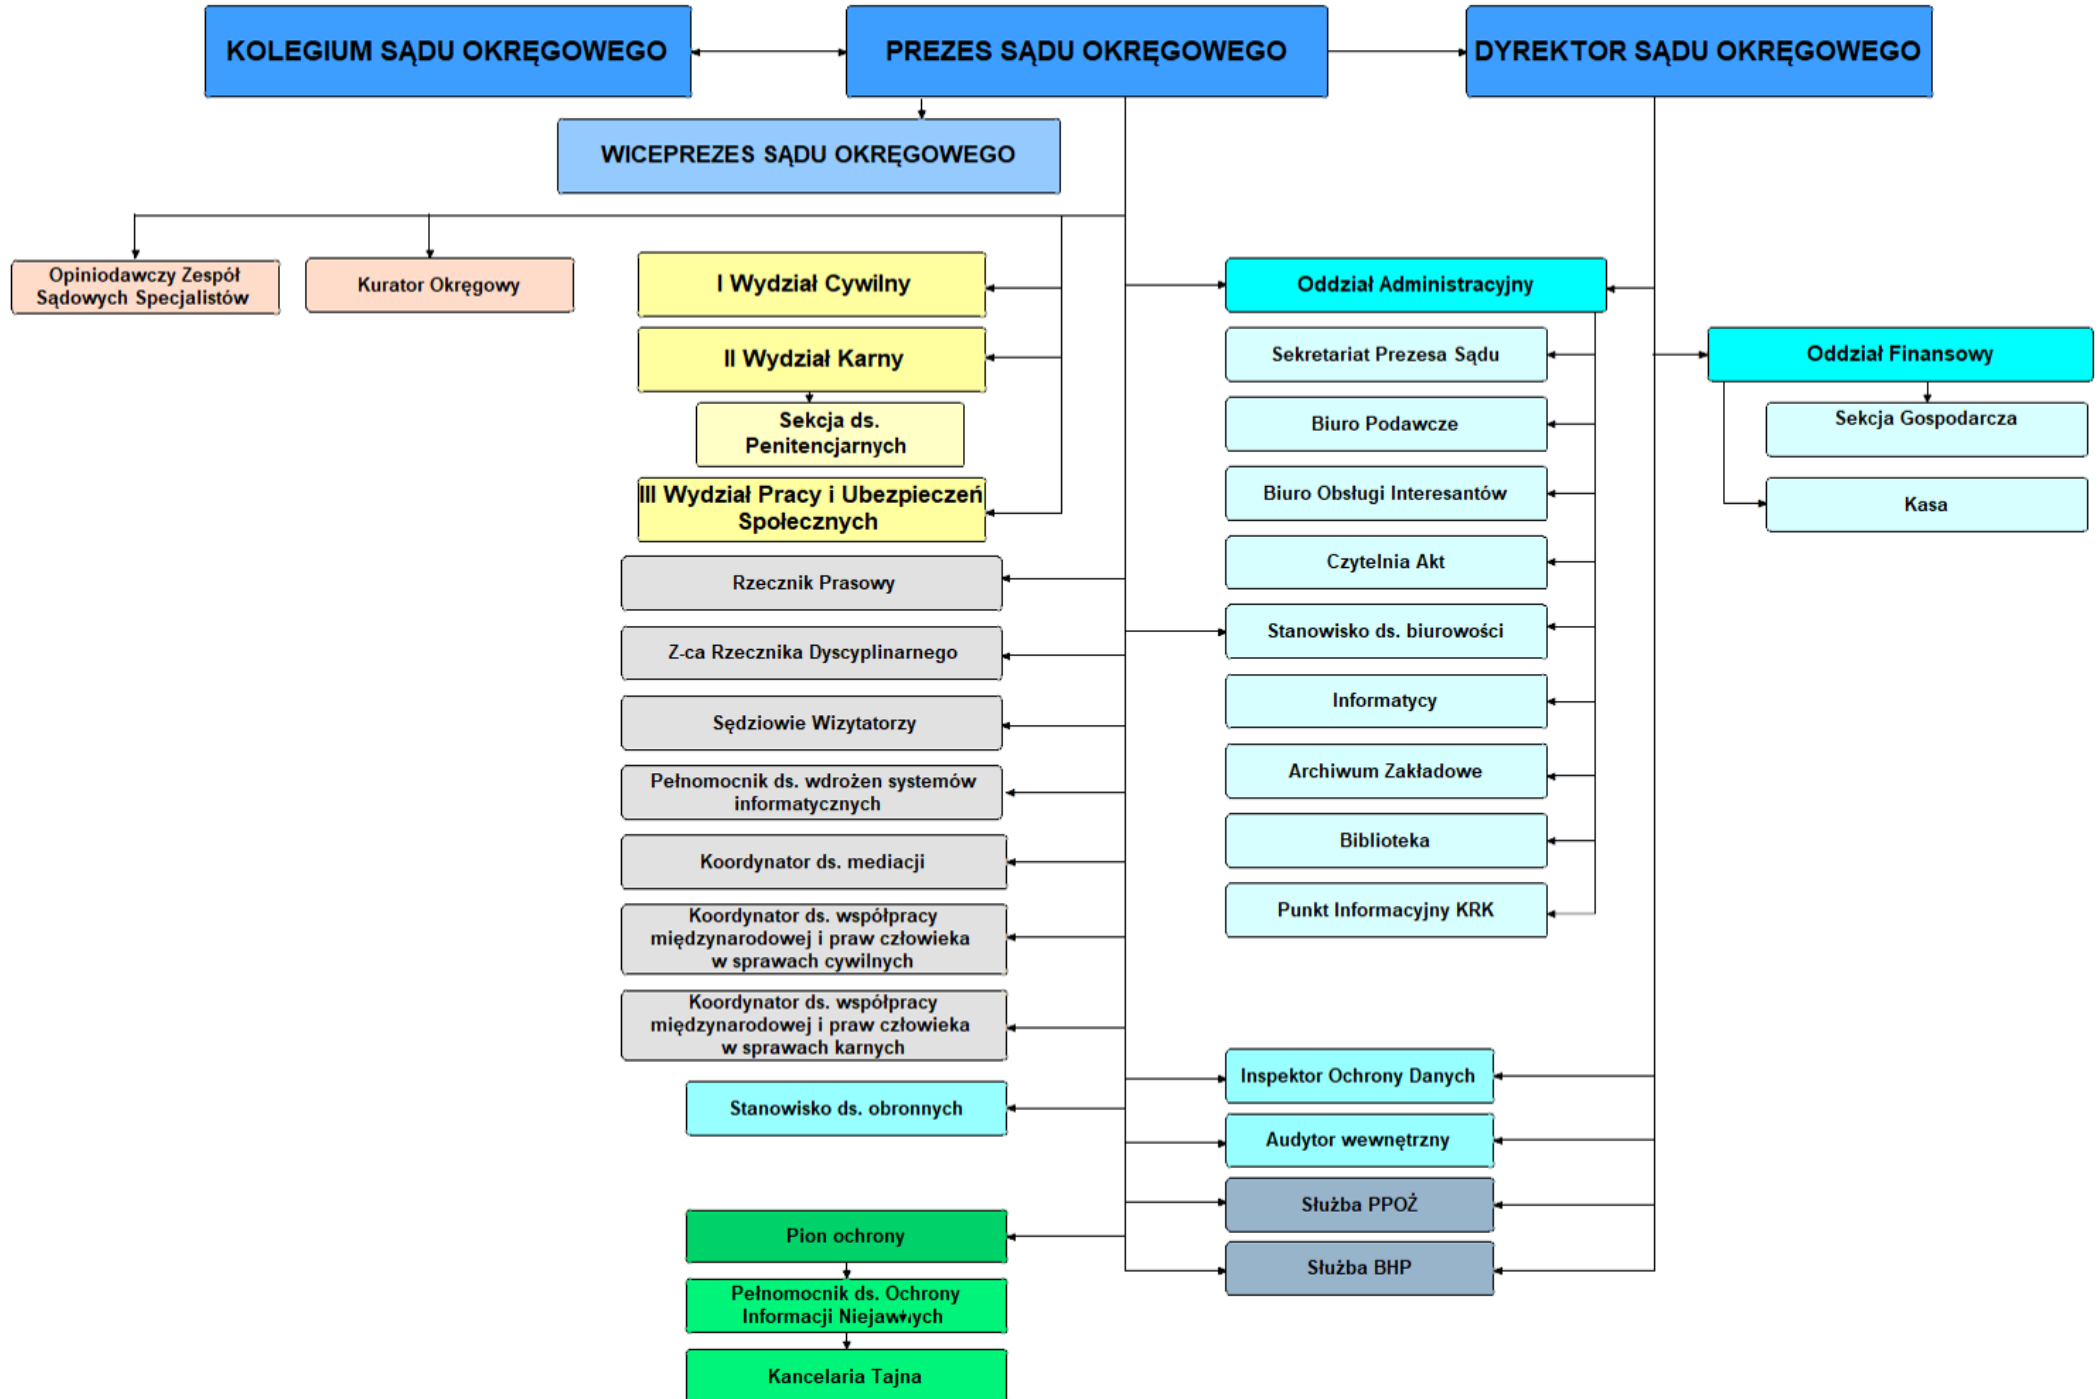 KOLEGIUM SĄDU OKRĘGOWEGO
PREZES SĄDU OKRĘGOWEGO
DYREKTOR SĄDU OKRĘGOWEGO
WICEPREZES SĄDU OKRĘGOWEGO
Opiniodawczy Zespół
Sądowych Specjalistów
Kurator Okręgowy
I Wydział Cywilny
II Wydział Karny
Sekcja ds.
Penitencjarnych
III Wydział Pracy i Ubezpieczeń
Społecznych
Rzecznik Prasowy
Z-ca Rzecznika Dyscyplinarnego
Sędziowie Wizytatorzy
Pełnomocnik ds. wdrożen systemów
informatycznych
Koordynator ds. mediacji
Koordynator ds. współpracy
międzynarodowej i praw człowieka
w sprawach cywilnych
Koordynator ds. współpracy
międzynarodowej i praw człowieka
w sprawach karnych
Stanowisko ds. obronnych
Pion ochrony
Pełnomocnik ds. Ochrony
Informacji Niejawnych
Kancelaria Tajna
Oddział Administracyjny
Sekretariat Prezesa Sądu
Biuro Podawcze
Biuro Obsługi Interesantów
Czytelnia Akt
Stanowisko ds. biurowości
Informatycy
Archiwum Zakładowe
Biblioteka
Punkt Informacyjny KRK
Inspektor Ochrony Danych
Audytor wewnętrzny
Służba PPOŻ
Służba BHP
Oddział Finansowy
Sekcja Gospodarcza
Kasa